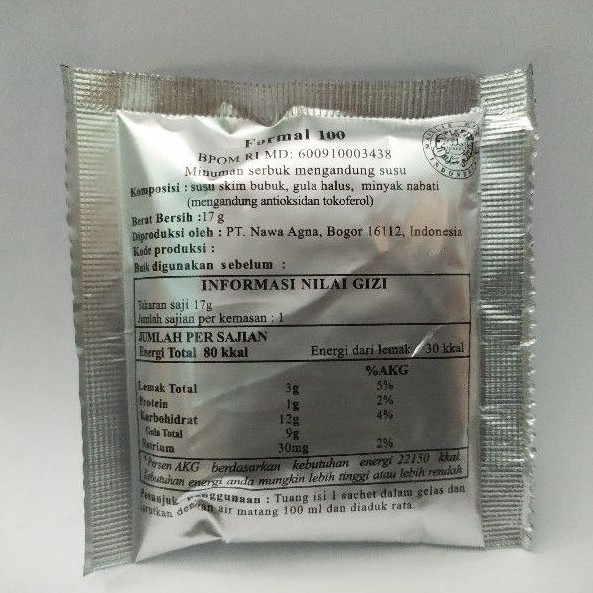 Formal 100
BPOM RI MD: 600910003438
Minuman serbuk mengandung susu
Komposisi : susu skim bubuk, gula halus, minyak nabati
(mengandung antioksidan tokoferol)
Berat Bersih :17 g
Diproduksi oleh : PT. Nawa Agna, Bogor 16112, Indonesia
Kode produksi :
Baik digunakan sebelum :
INFORMASI NILAI GIZI
Takaran saji 17g
Jumlah sajian per kemasan : 1
JUMLAH PER SAJIAN
Energi Total 80 kkal Energi dari lemak 30 kkal
%AKG
Lemak Total 3g 5%
Protein 1g 2%
Karbohidrat 12g 4%
Gula Total 9g
Natrium 30mg 2%
*Persen AKG berdasarkan kebutuhan energi 22150 kkal.
Kebutuhan energi anda mungkin lebih tinggi atau lebih rendah
Petunjuk Penggunaan : Tuang isi 1 sachet dalam gelas dan
larutkan dengan air matang 100 ml dan diaduk rata.
INDONESIA